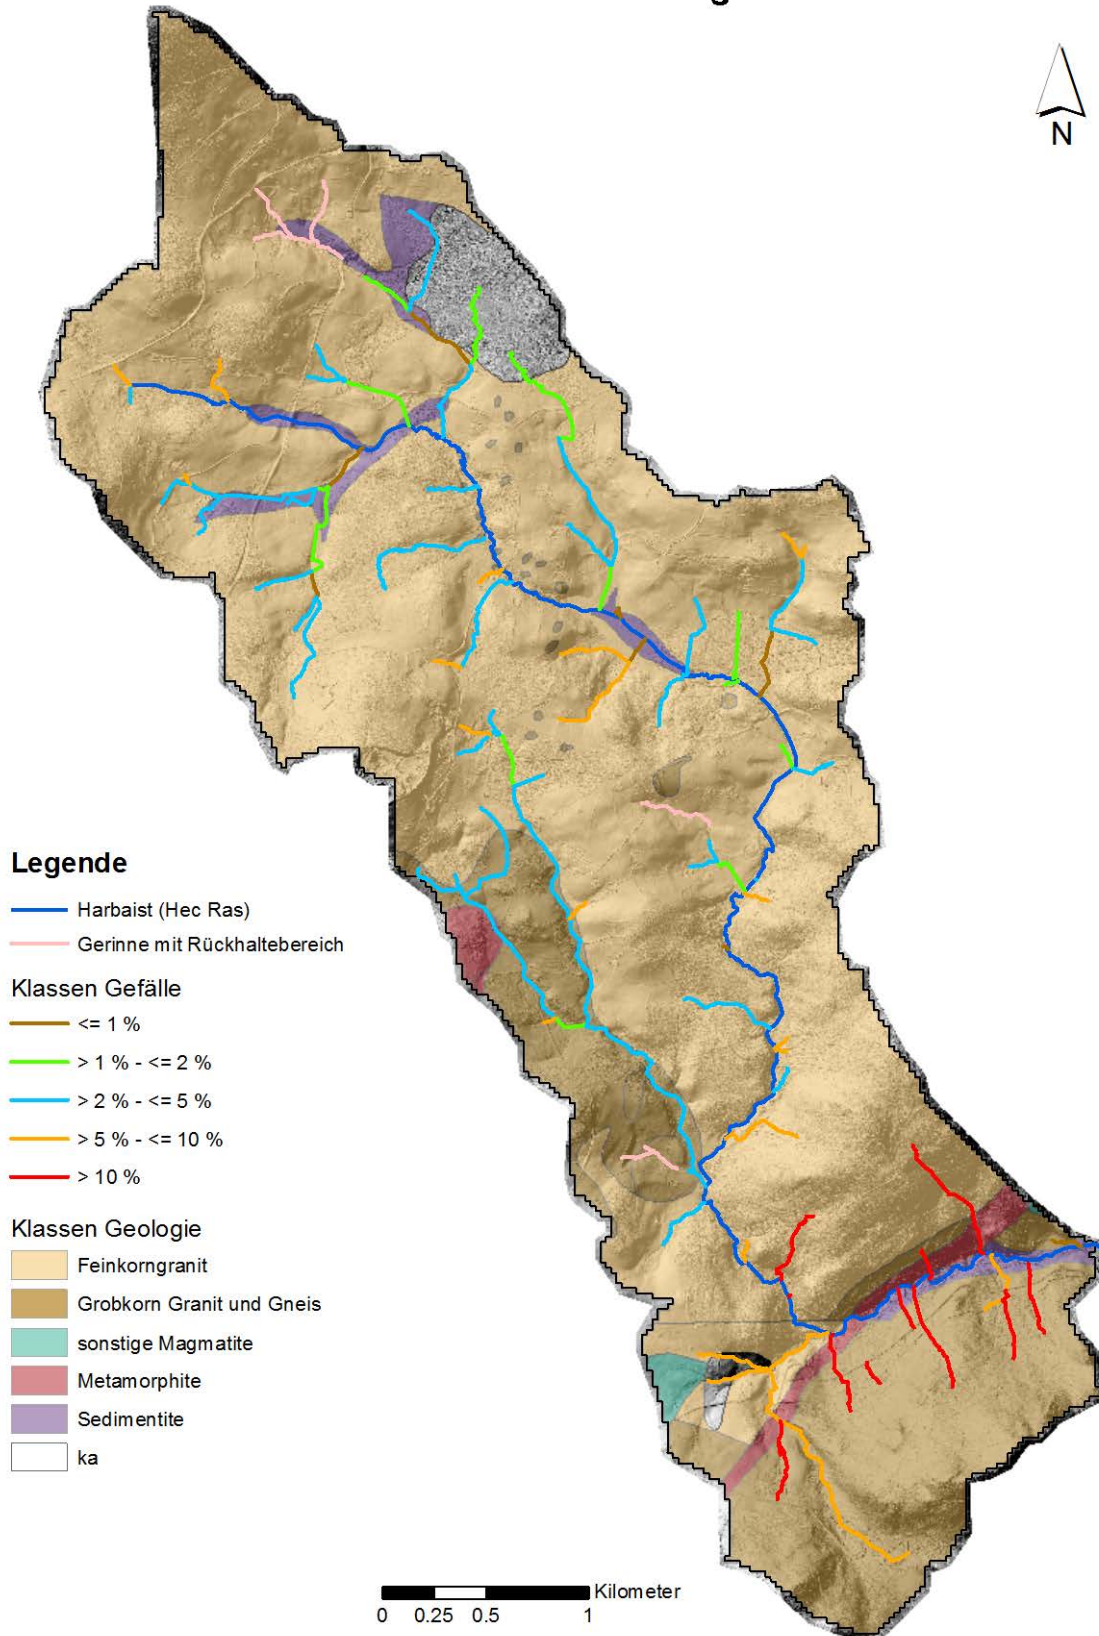 N
Legende
Harbaist (Hec Ras)
Gerinne mit Rückhaltebereich
Klassen Gefälle
<= 1 %
> 1 % - <= 2 %
> 2 % - <= 5 %
> 5 % - <= 10 %
> 10 %
Klassen Geologie
Feinkorngranit
Grobkorn Granit und Gneis
sonstige Magmatite
Metamorphite
Sedimentite
ka
Kilometer
0 0.25 0.5 1